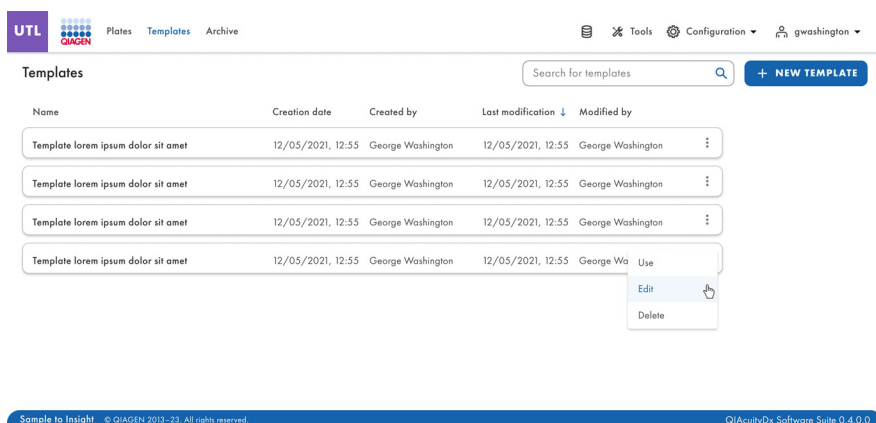 UTL QIAGEN Plates Templates Archive Tools Configuration gwashington
Templates Search for templates + NEW TEMPLATE
Name Creation date Created by Last modification ↓ Modified by
Template lorem ipsum dolor sit amet 12/05/2021, 12:55 George Washington 12/05/2021, 12:55 George Washington
Template lorem ipsum dolor sit amet 12/05/2021, 12:55 George Washington 12/05/2021, 12:55 George Washington
Template lorem ipsum dolor sit amet 12/05/2021, 12:55 George Washington 12/05/2021, 12:55 George Washington
Template lorem ipsum dolor sit amet 12/05/2021, 12:55 George Washington 12/05/2021, 12:55 George Wa
Use
Edit
Delete
Sample to Insight © QIAGEN 2013–23. All rights reserved. QIAcuityDx Software Suite 0.4.0.0